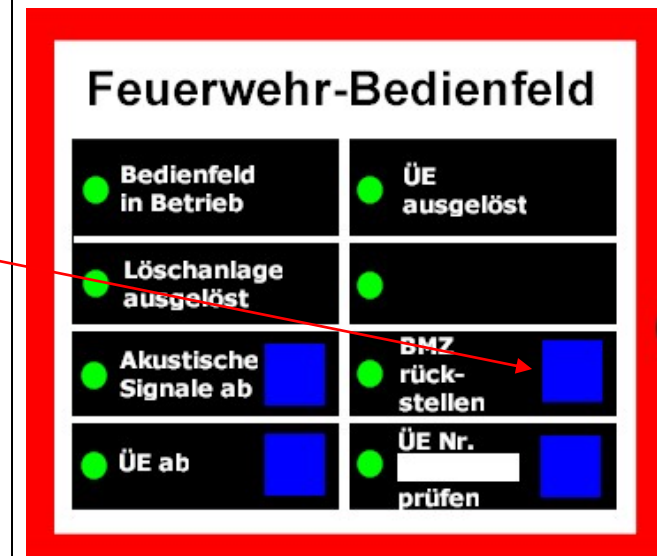 Feuerwehr-Bedienfeld
Bedienfeld
in Betrieb
ÜE
ausgelöst
Löschanlage
ausgelöst
Akustische
Signale ab
BMZ
rück-
stellen
ÜE ab
ÜE Nr.
prüfen